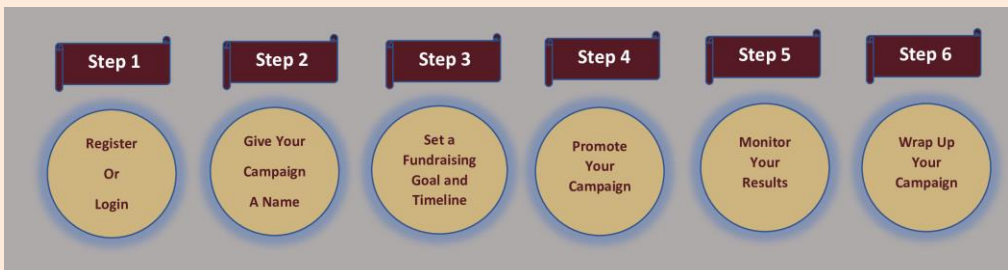 Step 1
Register
Or
Login
Step 2
Give Your
Campaign
A Name
Step 3
Set a
Fundraising
Goal and
Timeline
Step 4
Promote
Your
Campaign
Step 5
Monitor
Your
Results
Step 6
Wrap Up
Your
Campaign